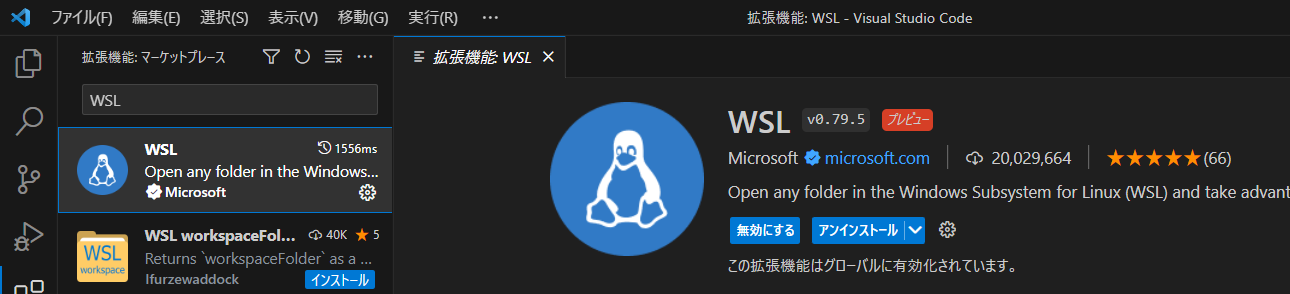 ファイル(F) 編集(E) 選択(S) 表示(V) 移動(G) 実行(R) … 拡張機能: WSL - Visual Studio Code
拡張機能: マーケットプレース
WSL
WSL 1556ms
Open any folder in the Windows...
Microsoft
WSL workspaceFol... 40K 5
Returns `workspaceFolder` as a ...
lfurzewaddock インストール
WSL
workspace
拡張機能: WSL
WSL v0.79.5 プレビュー
Microsoft microsoft.com 20,029,664 ★★★★★(66)
Open any folder in the Windows Subsystem for Linux (WSL) and take advant
無効にする アンインストール
この拡張機能はグローバルに有効化されています。